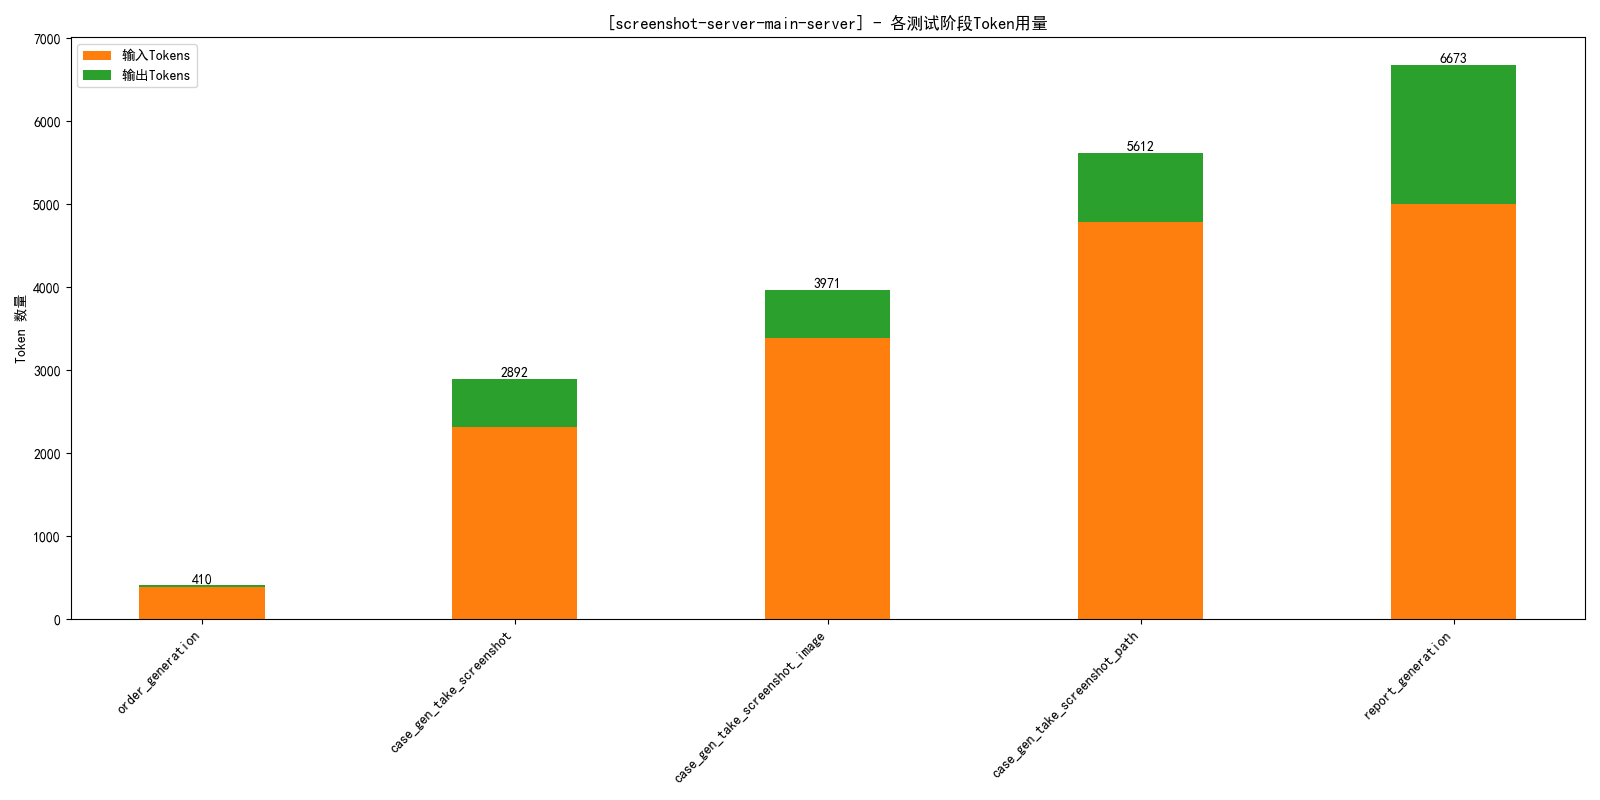 [screenshot-server-main-server] - 各测试阶段Token用量
输入Tokens
输出Tokens
Token 数量
7000
6000
5000
4000
3000
2000
1000
0
410
2892
3971
5612
6673
order_generation
case_gen_take_screenshot
case_gen_take_screenshot_image
case_gen_take_screenshot_path
report_generation